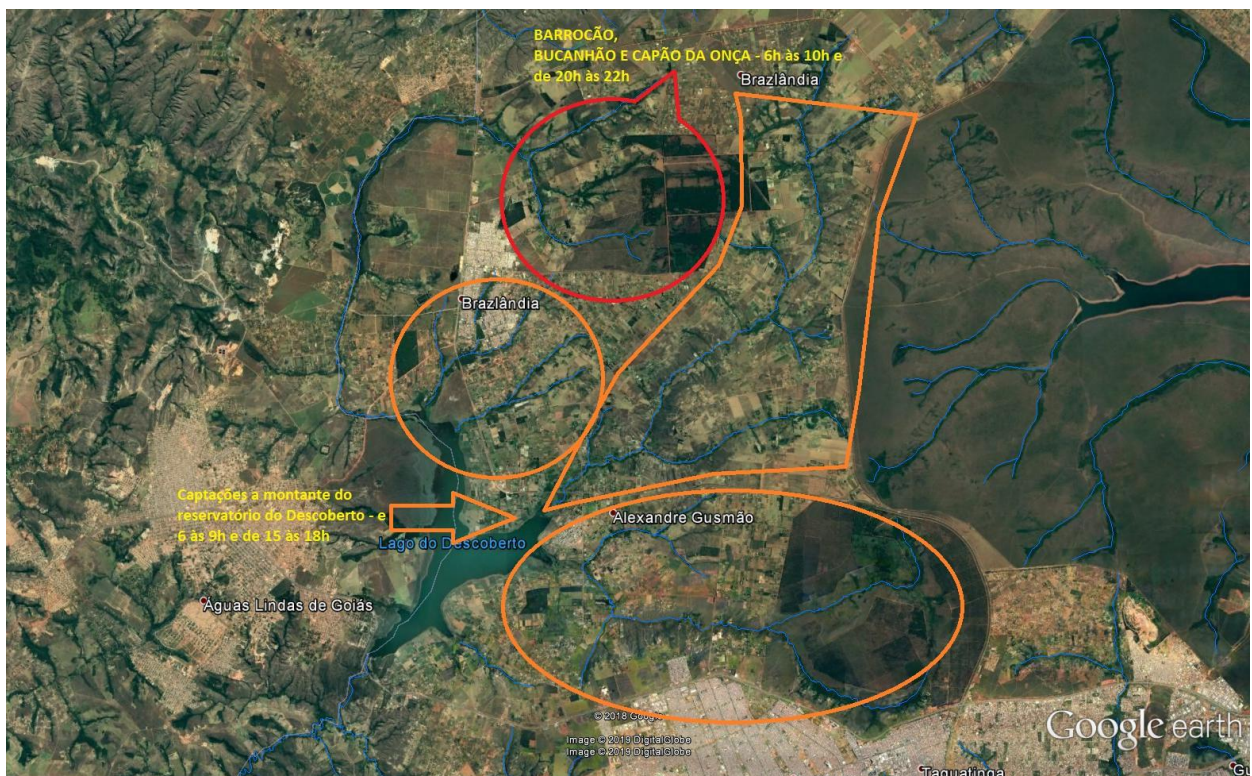 BARROCÃO,
BUCANHÃO E CAPÃO DA ONÇA - 6h às 10h e
de 20h às 22h
Brazlândia
Brazlândia
Captações a montante do
reservatório do Descoberto - e
6 às 9h e de 15 às 18h
Alexandre Gusmão
Lago do Descoberto
Águas Lindas de Goiás
© 2018 Google
Image © 2019 DigitalGlobe
Image © 2019 DigitalGlobe
Google earth
Taguatinga